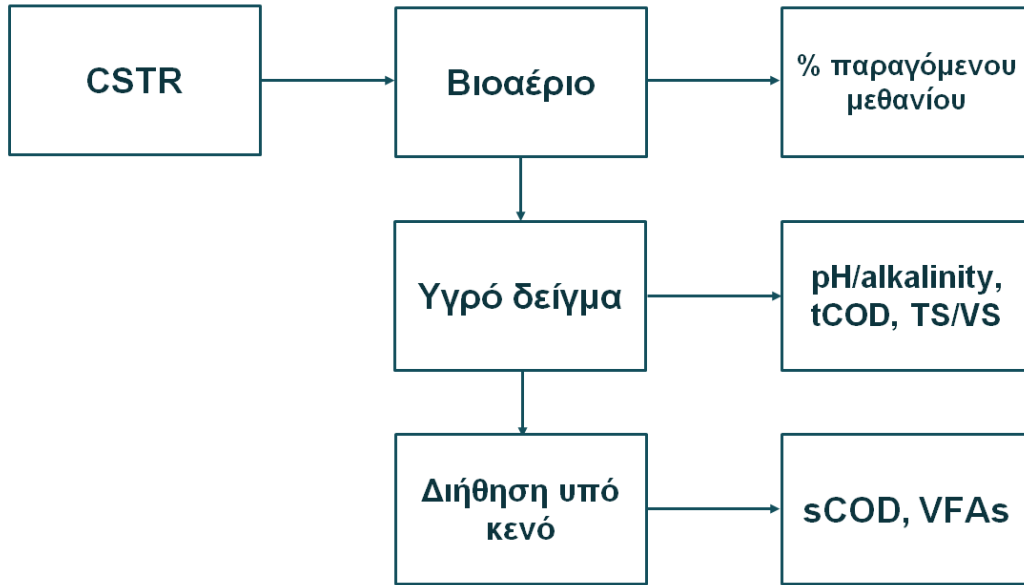 CSTR
Βιοαέριο
% παραγόμενου
μεθανίου
Υγρό δείγμα
pH/alkalinity,
tCOD, TS/VS
Διήθηση υπό
κενό
sCOD, VFAs